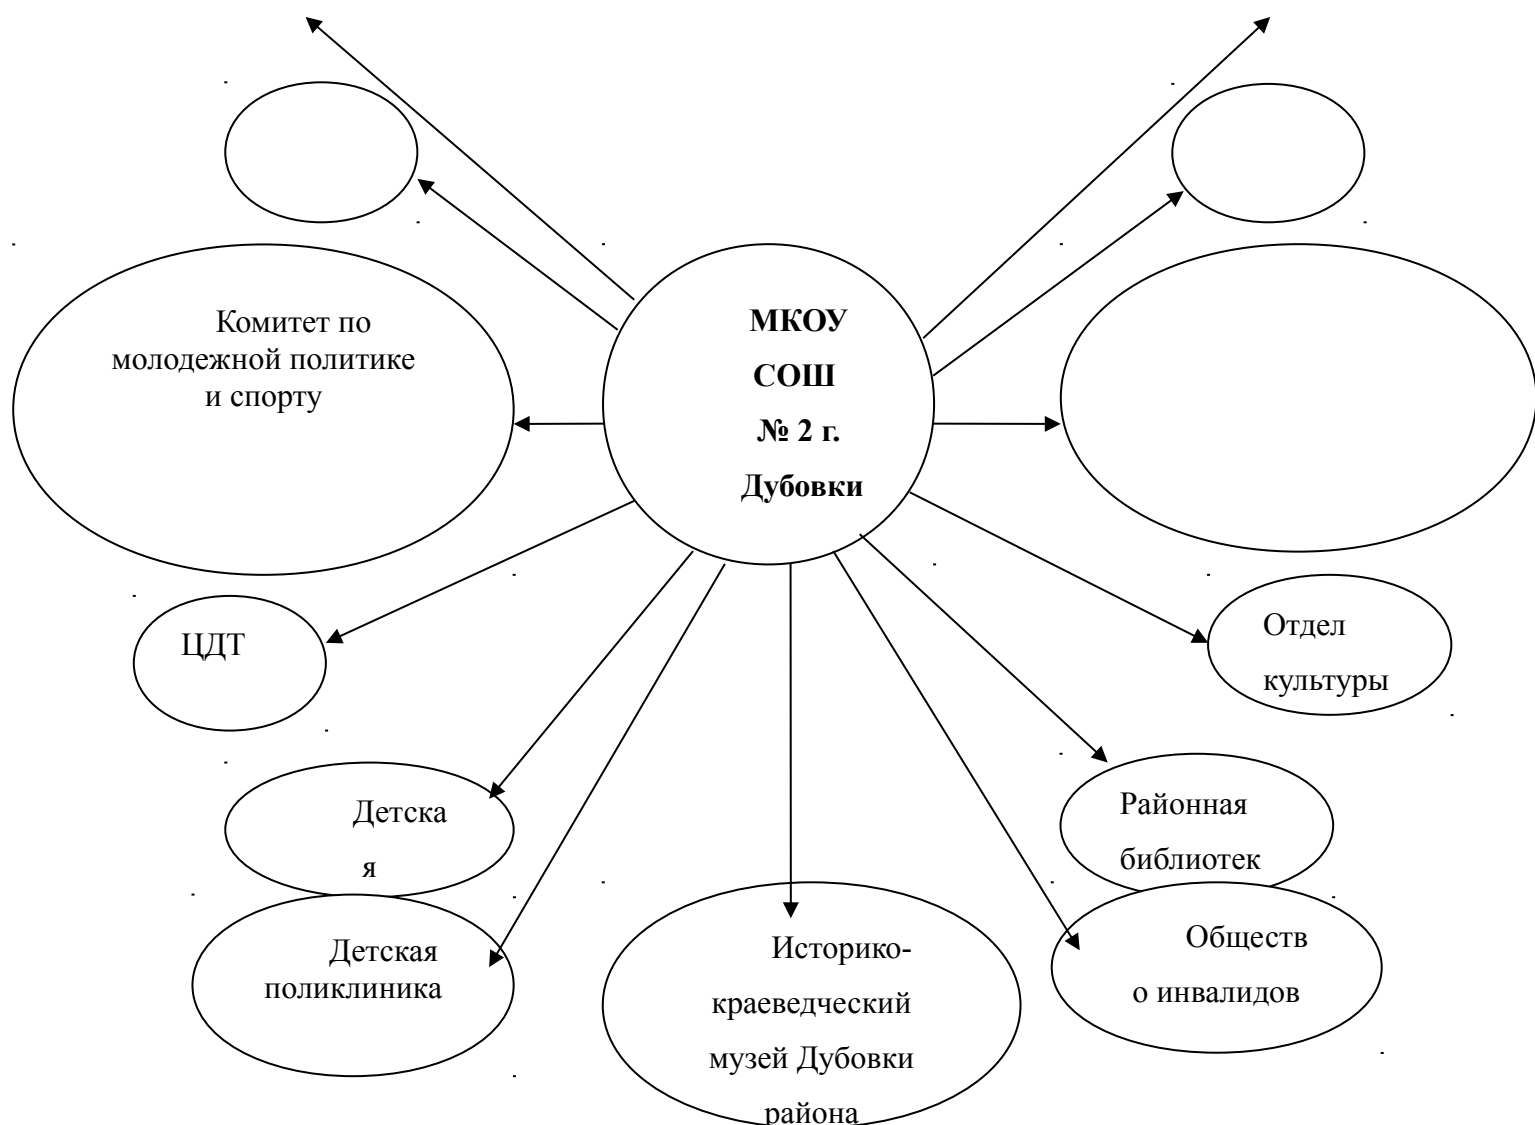 Комитет по
молодежной политике
и спорту
МКОУ
СОШ
№ 2 г.
Дубовки
ЦДТ
Отдел
культуры
Детска
я
Районная
библиотек
Детская
поликлиника
Историко-
краеведческий
музей Дубовки
района
Обществ
о инвалидов